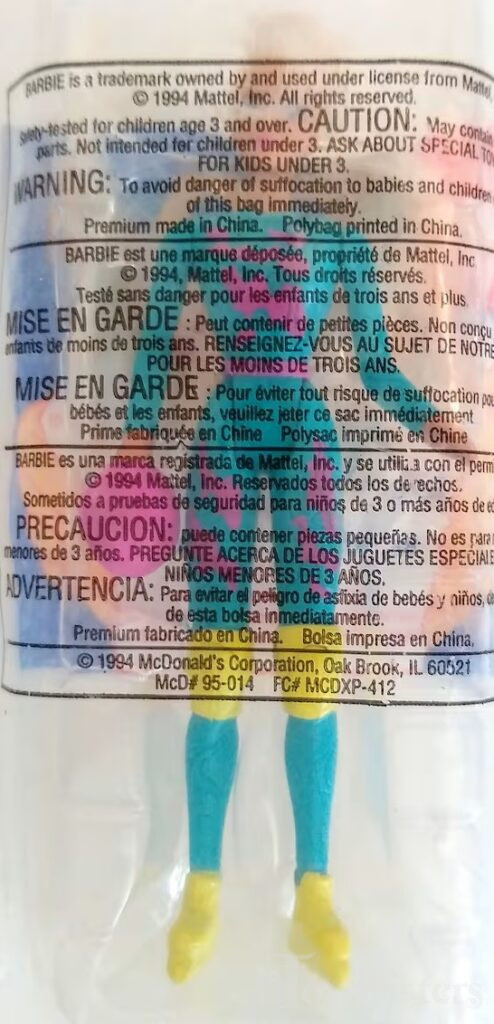 BARBIE is a trademark owned by and used under license from Mattel,
© 1994 Mattel, Inc. All rights reserved.
Safety-tested for children age 3 and over. CAUTION: May contain
parts. Not intended for children under 3. ASK ABOUT SPECIAL TO
FOR KIDS UNDER 3.
WARNING: To avoid danger of suffocation to babies and children
of this bag immediately.
Premium made in China. Polybag printed in China.
BARBIE est une marque déposée, propriété de Mattel, Inc
© 1994, Mattel, Inc. Tous droits réservés.
Testé sans danger pour les enfants de trois ans et plus.
MISE EN GARDE : Peut contenir de petites pièces. Non conçu
enfants de moins de trois ans. RENSEIGNEZ-VOUS AU SUJET DE NOTRE
POUR LES MOINS DE TROIS ANS.
MISE EN GARDE : Pour éviter tout risque de suffocation pou
bébés et les enfants, veuillez jeter ce sac immédiatement
Prime fabriquée en Chine Polysac imprimé en Chine
BARBIE es una marca registrada de Mattel, Inc. y se utiliza con el perm
© 1994 Mattel, Inc. Reservados todos los derechos.
Sometidos a pruebas de seguridad para niños de 3 o más años de ed
PRECAUCION: puede contener piezas pequeñas. No es para
menores de 3 años. PREGUNTE ACERCA DE LOS JUGUETES ESPECIALE
NIÑOS MENORES DE 3 AÑOS.
ADVERTENCIA: Para evitar el peligro de asfixia de bebés y niños,
de esta bolsa inmediatamente.
Premium fabricado en China. Bolsa impresa en China.
© 1994 McDonald's Corporation, Oak Brook, IL 60521
McD# 95-014 FC# MCDXP-412